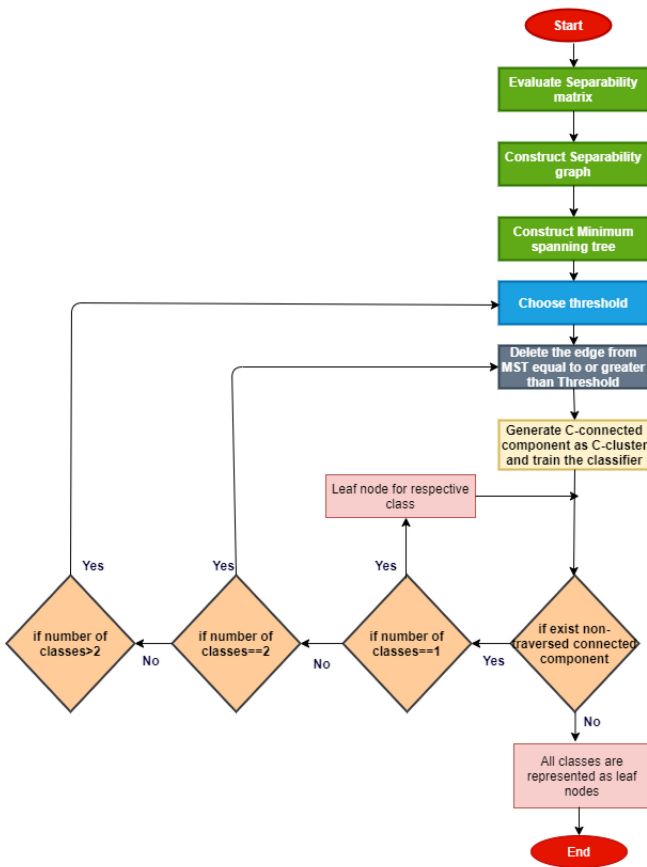 Start
Evaluate Separability
matrix
Construct Separability
graph
Construct Minimum
spanning tree
Choose threshold
Delete the edge from
MST equal to or greater
than Threshold
Generate C-connected
component as C-cluster
and train the classifier
Leaf node for respective
class
Yes
Yes
Yes
if number of
classes>2
No
if number of
classes==2
No
if number of
classes==1
Yes
if exist non-
traversed connected
component
No
All classes are
represented as leaf
nodes
End